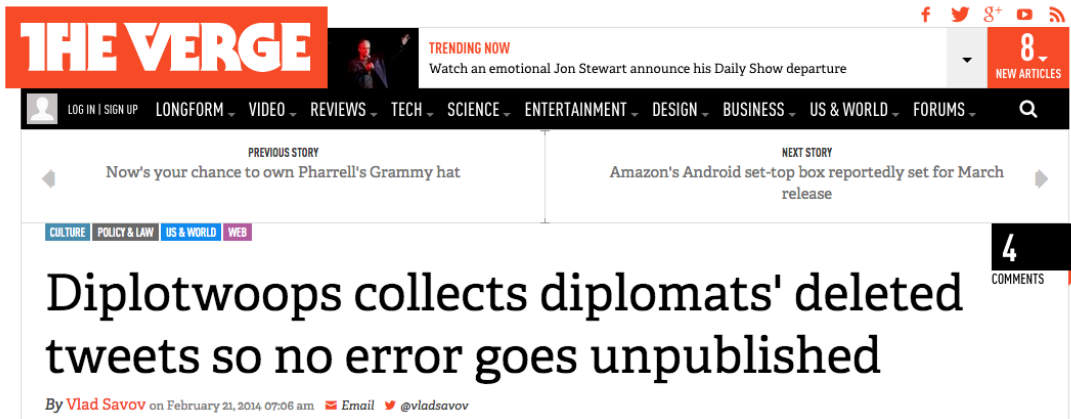 THE VERGE
TRENDING NOW
Watch an emotional Jon Stewart announce his Daily Show departure
8
NEW ARTICLES
LOG IN | SIGN UP LONGFORM VIDEO REVIEWS TECH SCIENCE ENTERTAINMENT DESIGN BUSINESS US & WORLD FORUMS
PREVIOUS STORY
Now's your chance to own Pharrell's Grammy hat
NEXT STORY
Amazon's Android set-top box reportedly set for March
release
CULTURE POLICY & LAW US & WORLD WEB
4
COMMENTS
Diplotwoops collects diplomats' deleted
tweets so no error goes unpublished
By Vlad Savov on February 21, 2014 07:06 am Email @vladsavov